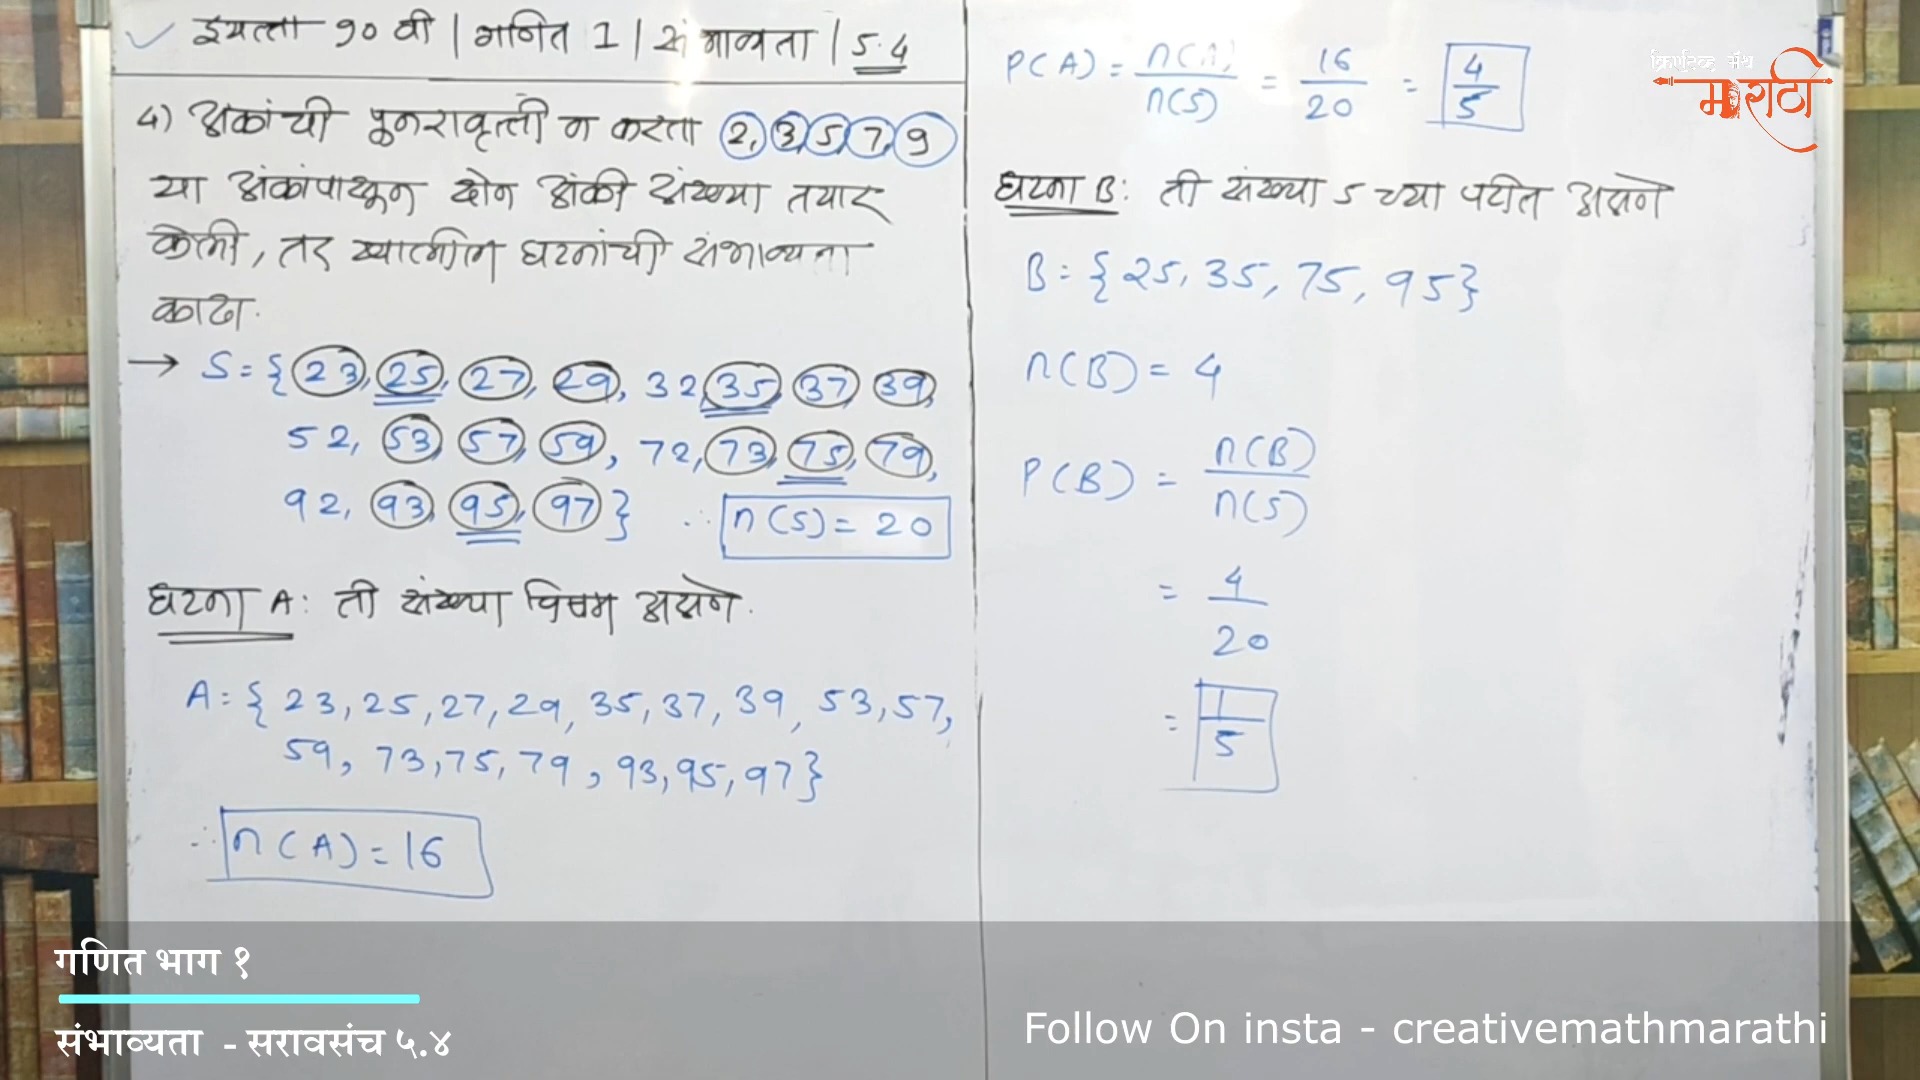 इयत्ता १० वी | गणित 1 | संभाव्यता | 5.4
4) अंकांची पुनरावृत्ती न करता 2, 3, 5, 7, 9
या अंकांपासून दोन अंकी संख्या तयार
केली, तर खालील घटनांची संभाव्यता
काढा.
→ S = { 23, 25, 27, 29, 32, 35, 37, 39,
52, 53, 57, 59, 72, 73, 75, 79,
92, 93, 95, 97 } ∴ n(S) = 20
घटना A : ती संख्या विषम असणे.
A = { 23, 25, 27, 29, 35, 37, 39, 53, 57,
59, 73, 75, 79, 93, 95, 97 }
∴ n(A) = 16
P(A) = n(A)/n(S) = 16/20 = 4/5
घटना B : ती संख्या 5 च्या पटीत असणे
B = { 25, 35, 75, 95 }
n(B) = 4
P(B) = n(B)/n(S)
= 4/20
= 1/5
क्रिएटिव्ह मॅथ
मराठी
गणित भाग १
संभाव्यता - सरावसंच ५.४
Follow On insta - creativemathmarathi